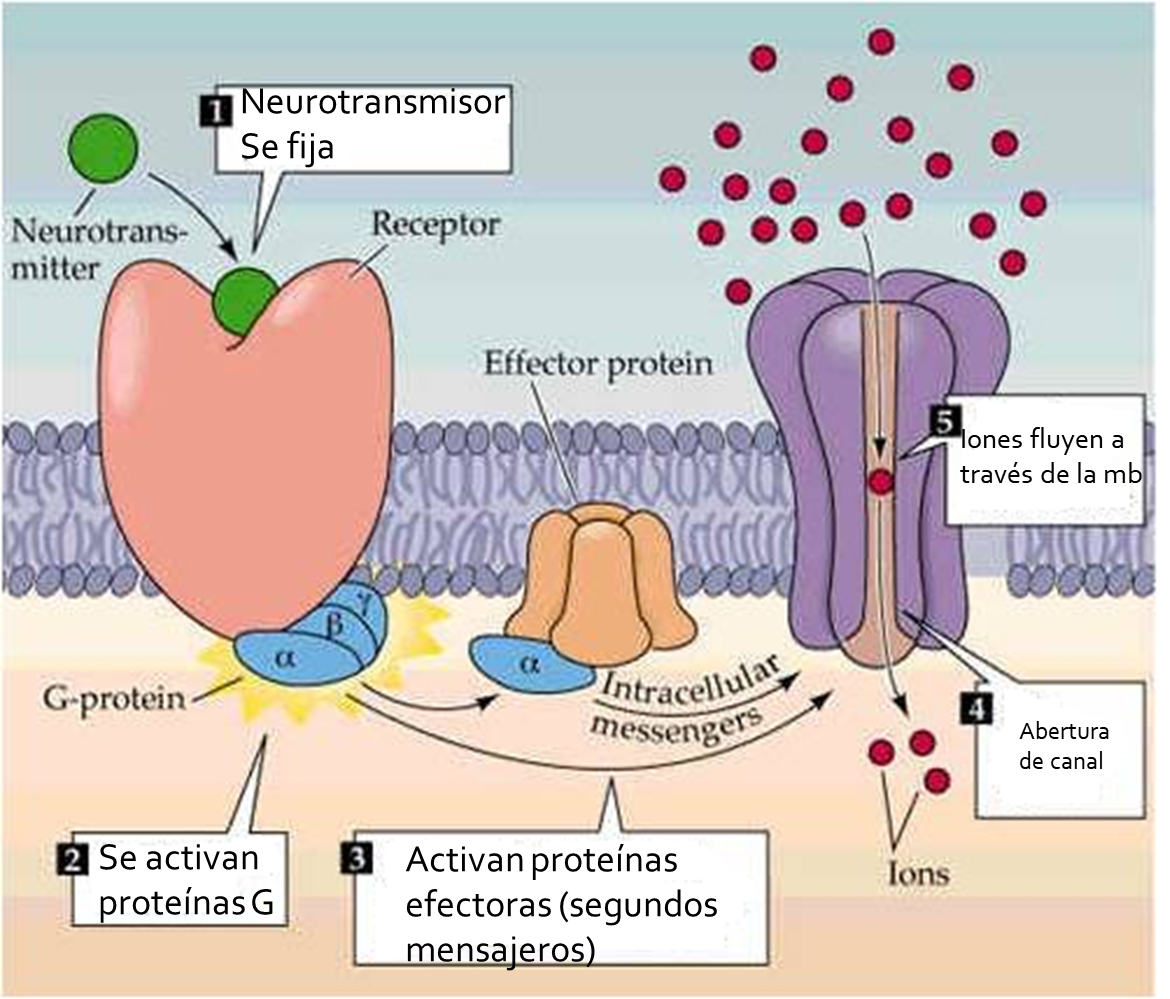 1
Neurotransmisor
Se fija
Neurotrans-
mitter
Receptor
Effector protein
5
Iones fluyen a
través de la mb
γ
β
α
α
G-protein
Intracellular
messengers
4
Abertura
de canal
2
Se activan
proteínas G
3
Activan proteínas
efectoras (segundos
mensajeros)
Ions